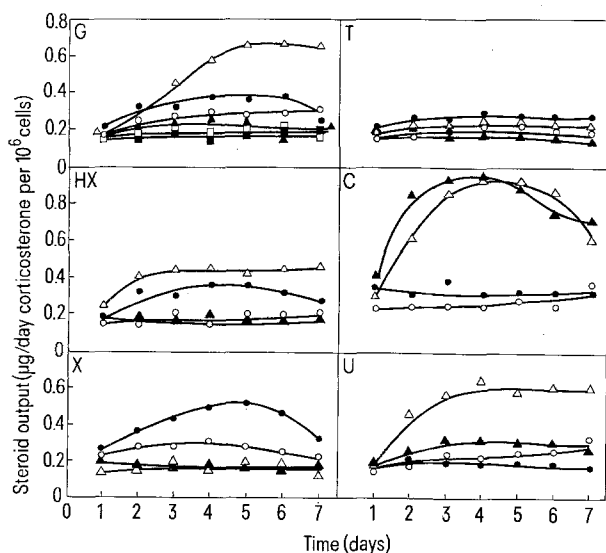 Steroid output (µg/day corticosterone per 10⁶ cells)
G
0.8
0.6
0.4
0.2
0
T
HX
0.6
0.4
0.2
0
C
X
0.6
0.4
0.2
0
U
0 1 2 3 4 5 6 7
1 2 3 4 5 6 7
Time (days)